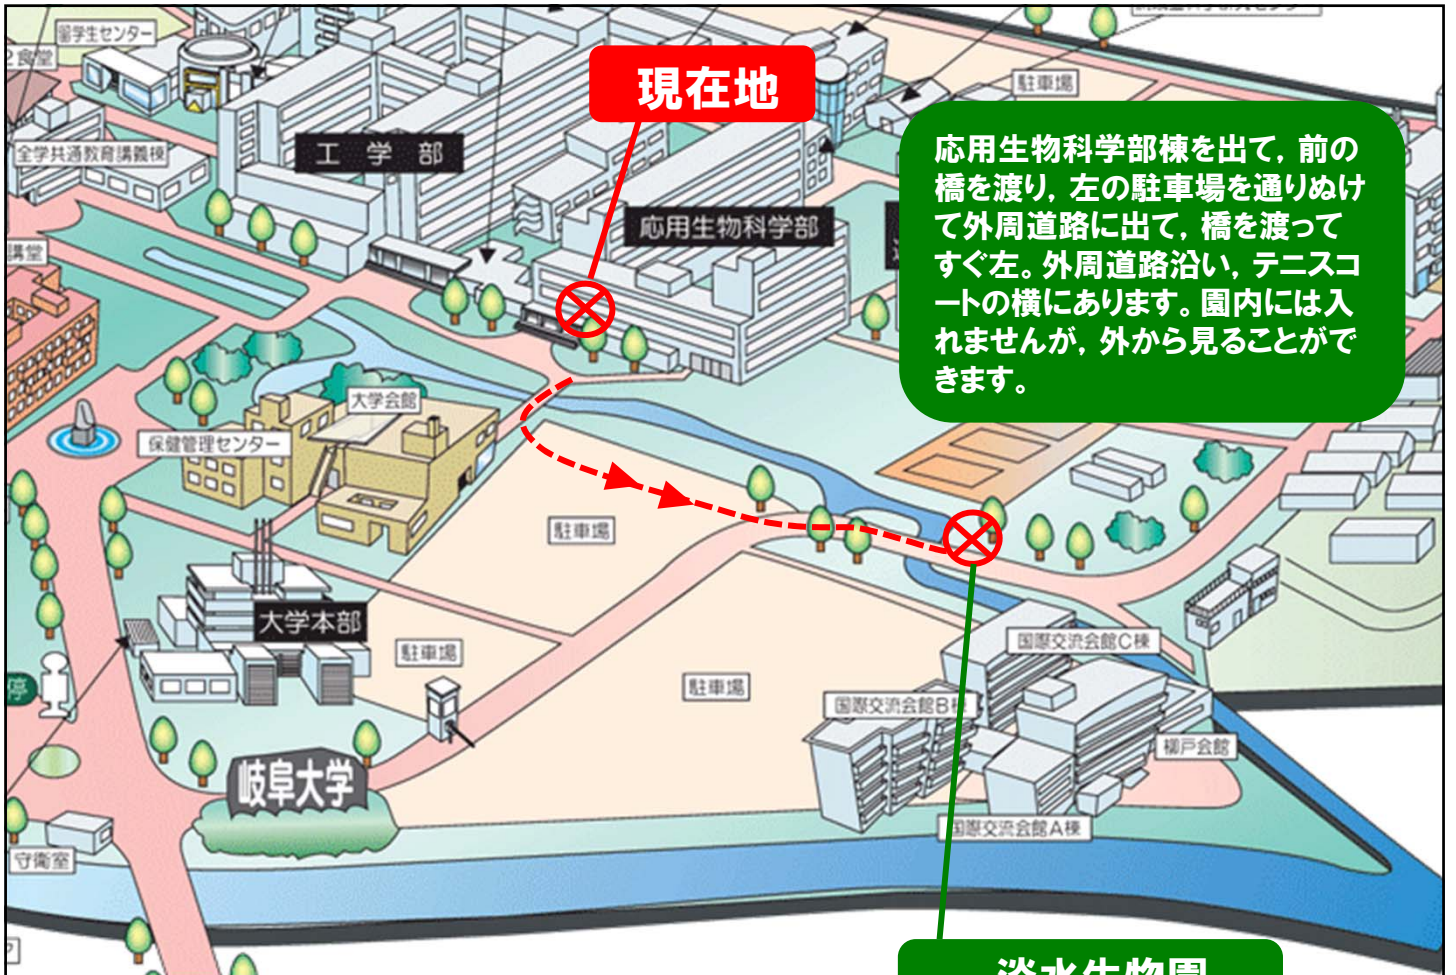 留学生センター
食堂
現在地
駐車場
工学部
全学共通教育講義棟
応用生物科学部棟を出て，前の
橋を渡り，左の駐車場を通りぬけ
て外周道路に出て，橋を渡って
すぐ左。外周道路沿い，テニスコ
ートの横にあります。園内には入
れませんが，外から見ることがで
きます。
応用生物科学部
講堂
大学会館
保健管理センター
駐車場
大学本部
駐車場
駐車場
国際交流会館C棟
国際交流会館B棟
柳戸会館
岐阜大学
国際交流会館A棟
守衛室
停
淡水生物園